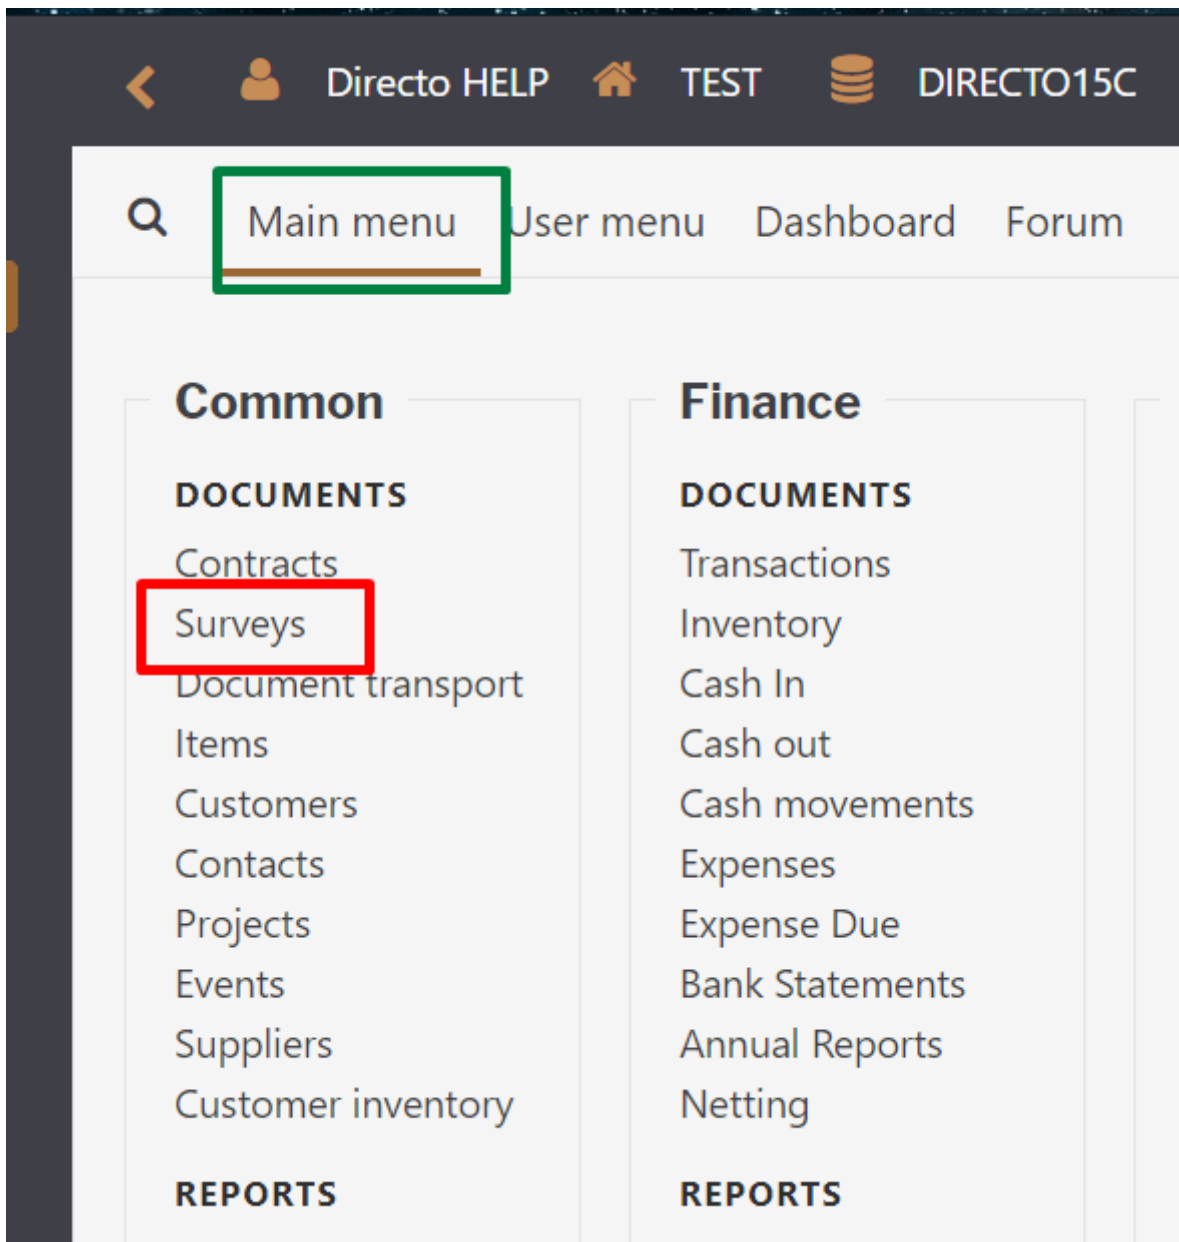 Directo HELP TEST DIRECTO15C
Main menu User menu Dashboard Forum
Common
DOCUMENTS
Contracts
Surveys
Document transport
Items
Customers
Contacts
Projects
Events
Suppliers
Customer inventory
REPORTS
Finance
DOCUMENTS
Transactions
Inventory
Cash In
Cash out
Cash movements
Expenses
Expense Due
Bank Statements
Annual Reports
Netting
REPORTS